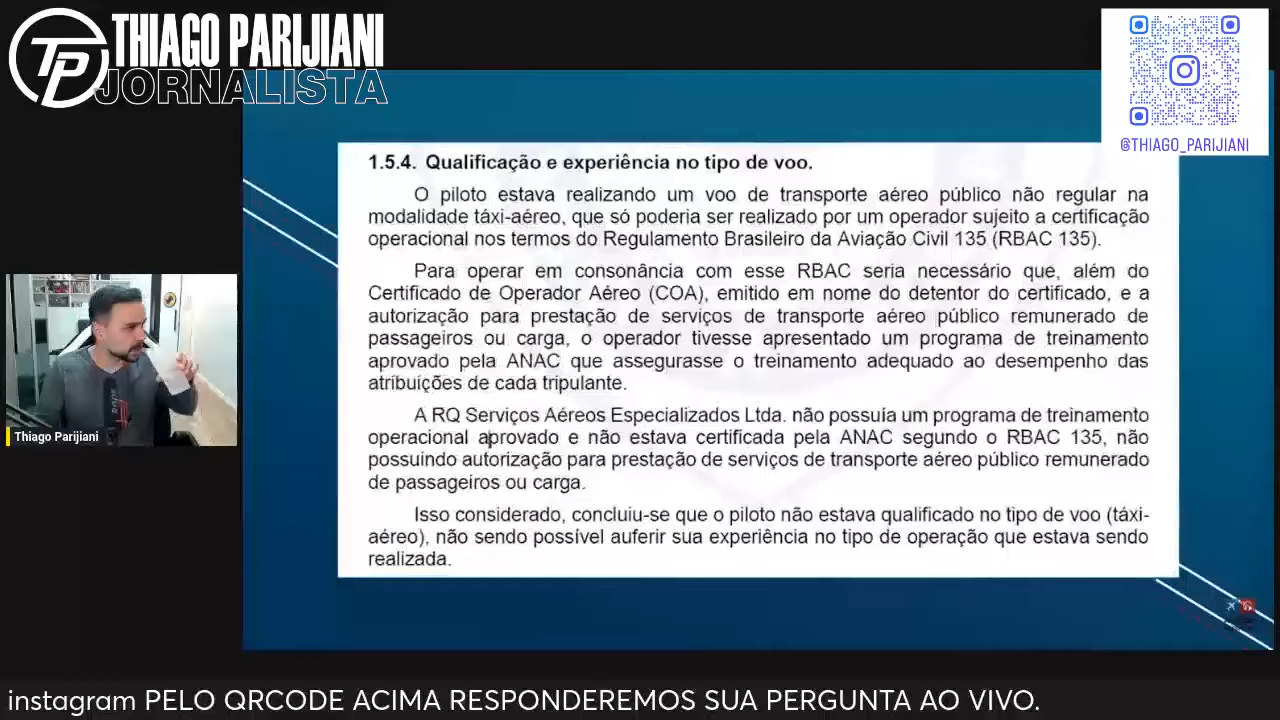 THIAGO PARIJIANI
JORNALISTA
TP
@THIAGO_PARIJIANI
1.5.4. Qualificação e experiência no tipo de voo.
O piloto estava realizando um voo de transporte aéreo público não regular na
modalidade táxi-aéreo, que só poderia ser realizado por um operador sujeito a certificação
operacional nos termos do Regulamento Brasileiro da Aviação Civil 135 (RBAC 135).
Para operar em consonância com esse RBAC seria necessário que, além do
Certificado de Operador Aéreo (COA), emitido em nome do detentor do certificado, e a
autorização para prestação de serviços de transporte aéreo público remunerado de
passageiros ou carga, o operador tivesse apresentado um programa de treinamento
aprovado pela ANAC que assegurasse o treinamento adequado ao desempenho das
atribuições de cada tripulante.
A RQ Serviços Aéreos Especializados Ltda. não possuía um programa de treinamento
operacional aprovado e não estava certificada pela ANAC segundo o RBAC 135, não
possuindo autorização para prestação de serviços de transporte aéreo público remunerado
de passageiros ou carga.
Isso considerado, concluiu-se que o piloto não estava qualificado no tipo de voo (táxi-
aéreo), não sendo possível auferir sua experiência no tipo de operação que estava sendo
realizada.
Thiago Parijiani
instagram PELO QRCODE ACIMA RESPONDEREMOS SUA PERGUNTA AO VIVO.